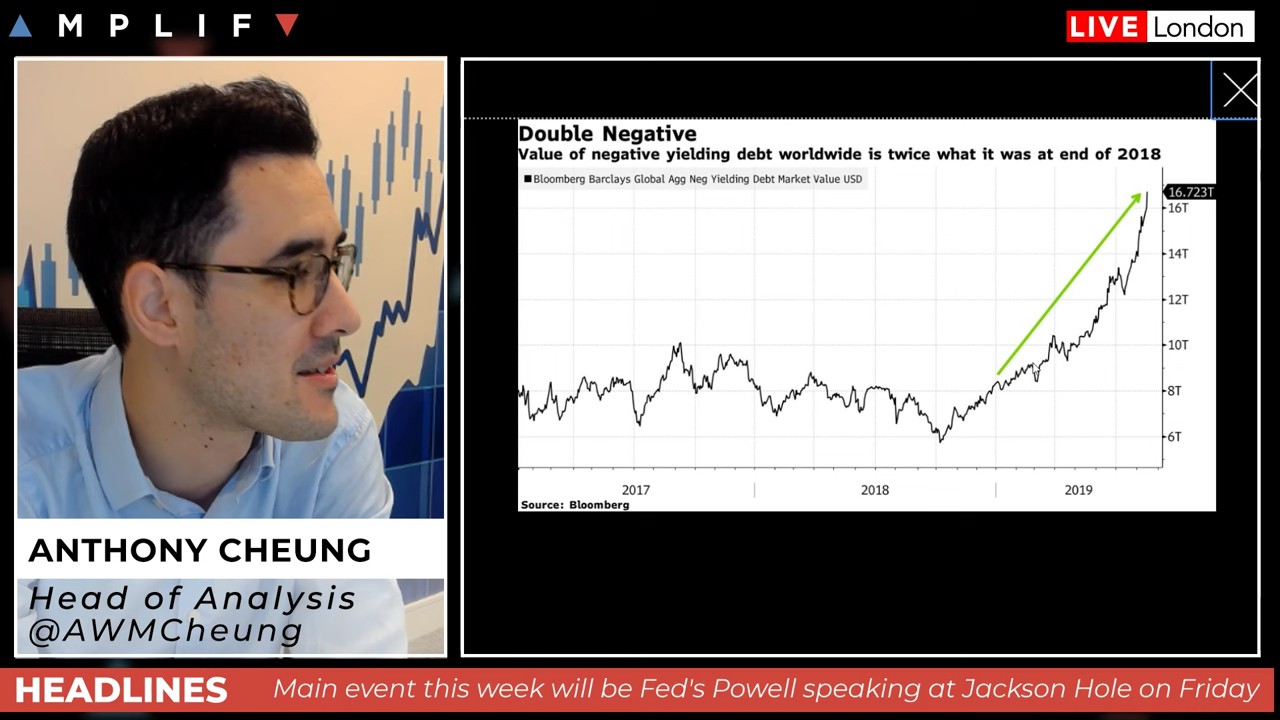 ▲ M P L I F ▼
LIVE London
Double Negative
Value of negative yielding debt worldwide is twice what it was at end of 2018
Bloomberg Barclays Global Agg Neg Yielding Debt Market Value USD
16.723T
16T
14T
12T
10T
8T
6T
2017 2018 2019
Source: Bloomberg
ANTHONY CHEUNG
Head of Analysis
@AWMCheung
HEADLINES Main event this week will be Fed's Powell speaking at Jackson Hole on Friday